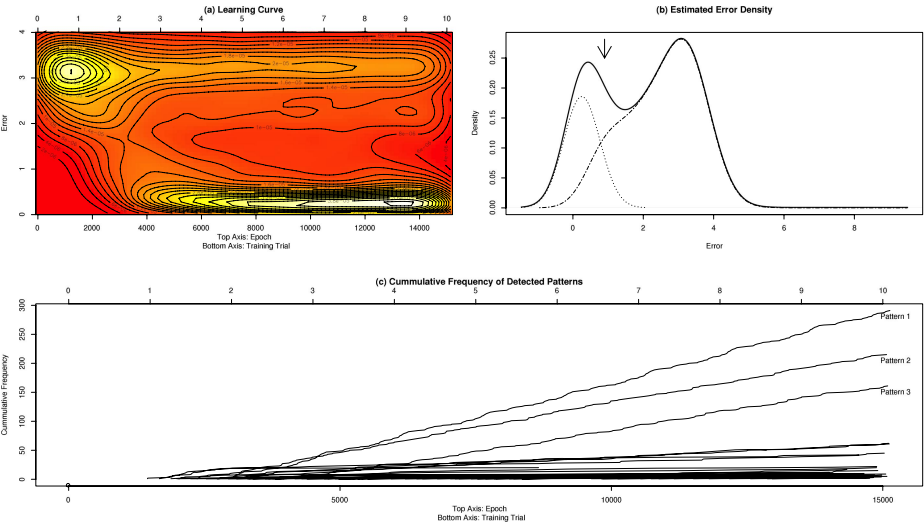 (a) Learning Curve
0 1 2 3 4 5 6 7 8 9 10
4
3
2
1
0
Error
0 2000 4000 6000 8000 10000 12000 14000
Top Axis: Epoch
Bottom Axis: Training Trial
(b) Estimated Error Density
0.25
0.20
0.15
0.10
0.05
0.00
Density
0 2 4 6 8
Error
(c) Cummulative Frequency of Detected Patterns
0 1 2 3 4 5 6 7 8 9 10
300
250
200
150
100
50
0
Cummulative Frequency
Pattern 1
Pattern 2
Pattern 3
0 5000 10000 15000
Top Axis: Epoch
Bottom Axis: Training Trial